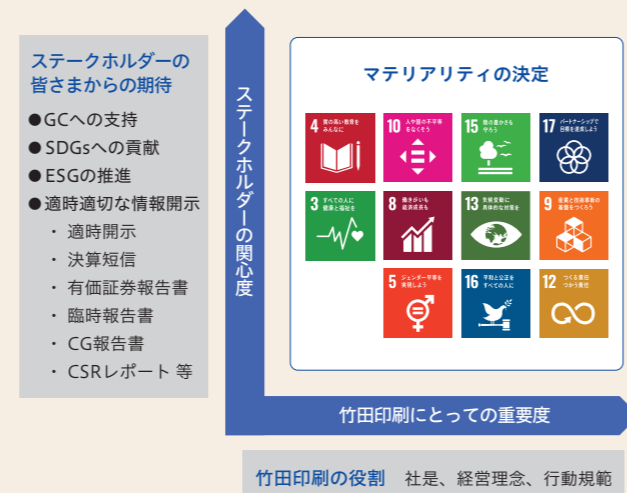 ステークホルダーの
皆さまからの期待
●GCへの支持
●SDGsへの貢献
●ESGの推進
●適時適切な情報開示
・ 適時開示
・ 決算短信
・ 有価証券報告書
・ 臨時報告書
・ CG報告書
・ CSRレポート 等
ステークホルダーの関心度
マテリアリティの決定
4 質の高い教育を
みんなに
10 人や国の不平等
をなくそう
15 陸の豊かさも
守ろう
17 パートナーシップで
目標を達成しよう
3 すべての人に
健康と福祉を
8 働きがいも
経済成長も
13 気候変動に
具体的な対策を
9 産業と技術革新の
基盤をつくろう
5 ジェンダー平等を
実現しよう
16 平和と公正を
すべての人に
12 つくる責任
つかう責任
竹田印刷にとっての重要度
竹田印刷の役割 社是、経営理念、行動規範